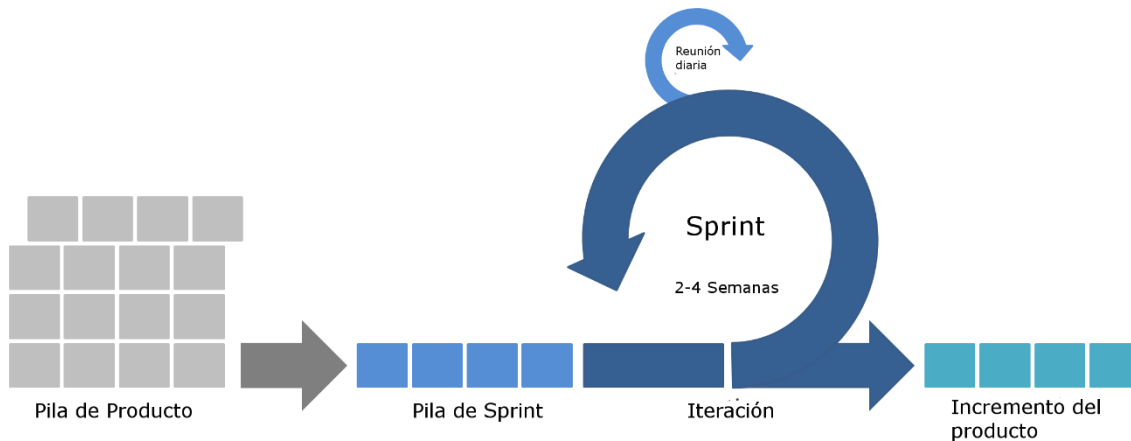 Reunión
diaria
Sprint
2-4 Semanas
Pila de Producto
Pila de Sprint
Iteración
Incremento del
producto